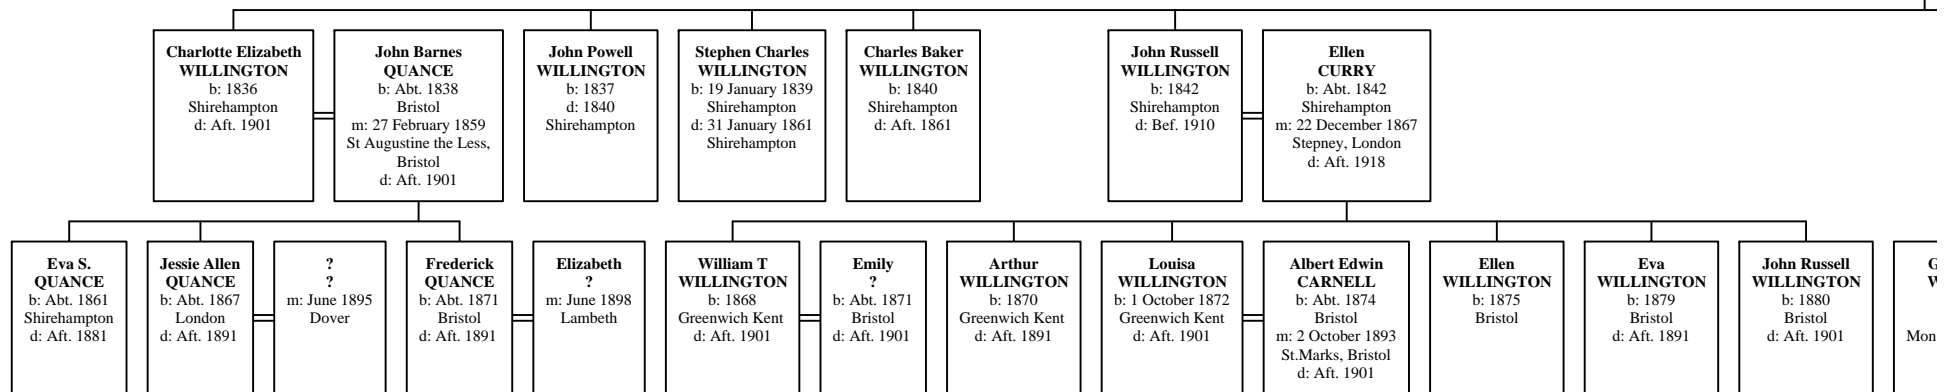 Charlotte Elizabeth
WILLINGTON
b: 1836
Shirehampton
d: Aft. 1901
John Barnes
QUANCE
b: Abt. 1838
Bristol
m: 27 February 1859
St Augustine the Less,
Bristol
d: Aft. 1901
John Powell
WILLINGTON
b: 1837
d: 1840
Shirehampton
Stephen Charles
WILLINGTON
b: 19 January 1839
Shirehampton
d: 31 January 1861
Shirehampton
Charles Baker
WILLINGTON
b: 1840
Shirehampton
d: Aft. 1861
John Russell
WILLINGTON
b: 1842
Shirehampton
d: Bef. 1910
Ellen
CURRY
b: Abt. 1842
Shirehampton
m: 22 December 1867
Stepney, London
d: Aft. 1918
Eva S.
QUANCE
b: Abt. 1861
Shirehampton
d: Aft. 1881
Jessie Allen
QUANCE
b: Abt. 1867
London
d: Aft. 1891
?
?
m: June 1895
Dover
Frederick
QUANCE
b: Abt. 1871
Bristol
d: Aft. 1891
Elizabeth
?
m: June 1898
Lambeth
William T
WILLINGTON
b: 1868
Greenwich Kent
d: Aft. 1901
Emily
?
b: Abt. 1871
Bristol
d: Aft. 1901
Arthur
WILLINGTON
b: 1870
Greenwich Kent
d: Aft. 1891
Louisa
WILLINGTON
b: 1 October 1872
Greenwich Kent
d: Aft. 1901
Albert Edwin
CARNELL
b: Abt. 1874
Bristol
m: 2 October 1893
St.Marks, Bristol
d: Aft. 1901
Ellen
WILLINGTON
b: 1875
Bristol
Eva
WILLINGTON
b: 1879
Bristol
d: Aft. 1891
John Russell
WILLINGTON
b: 1880
Bristol
d: Aft. 1901